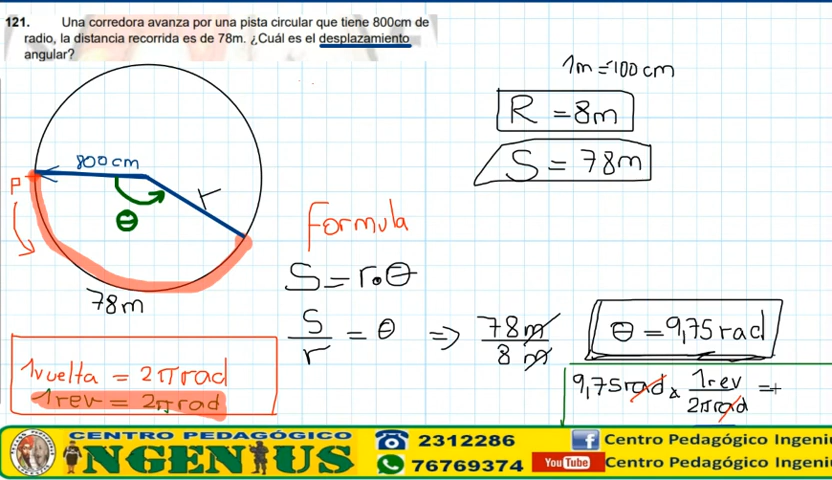 121. Una corredora avanza por una pista circular que tiene 800cm de
radio, la distancia recorrida es de 78m. ¿Cuál es el desplazamiento
angular?
1m = 100 cm
R = 8m
S = 78m
800 cm
P
r
θ
78m
Formula
S = r.θ
S/r = θ ⇒ 78m/8m
θ = 9,75 rad
1vuelta = 2π rad
1 rev = 2π rad
9,75 rad x 1rev/2π rad =
CENTRO PEDAGÓGICO
INGENIUS
2312286
76769374
Centro Pedagógico Ingeni
YouTube Centro Pedagógico Ingeni